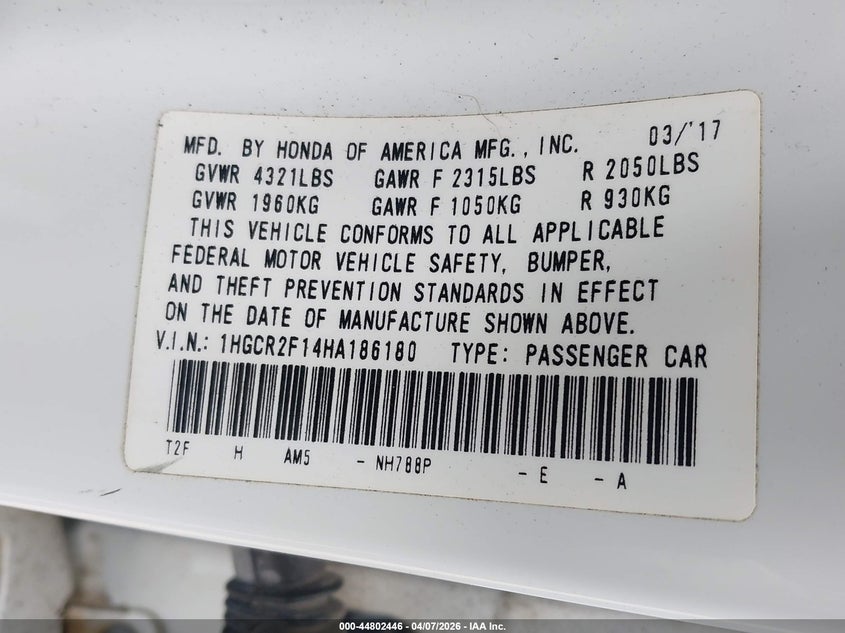 MFD. BY HONDA OF AMERICA MFG., INC. 03/'17
GVWR 4321LBS GAWR F 2315LBS R 2050LBS
GVWR 1960KG GAWR F 1050KG R 930KG
THIS VEHICLE CONFORMS TO ALL APPLICABLE
FEDERAL MOTOR VEHICLE SAFETY, BUMPER,
AND THEFT PREVENTION STANDARDS IN EFFECT
ON THE DATE OF MANUFACTURE SHOWN ABOVE.
V.I.N.: 1HGCR2F14HA186180 TYPE: PASSENGER CAR
T2F H AM5 - NH788P - E - A
000-44802446 - 04/07/2026 - IAA Inc.